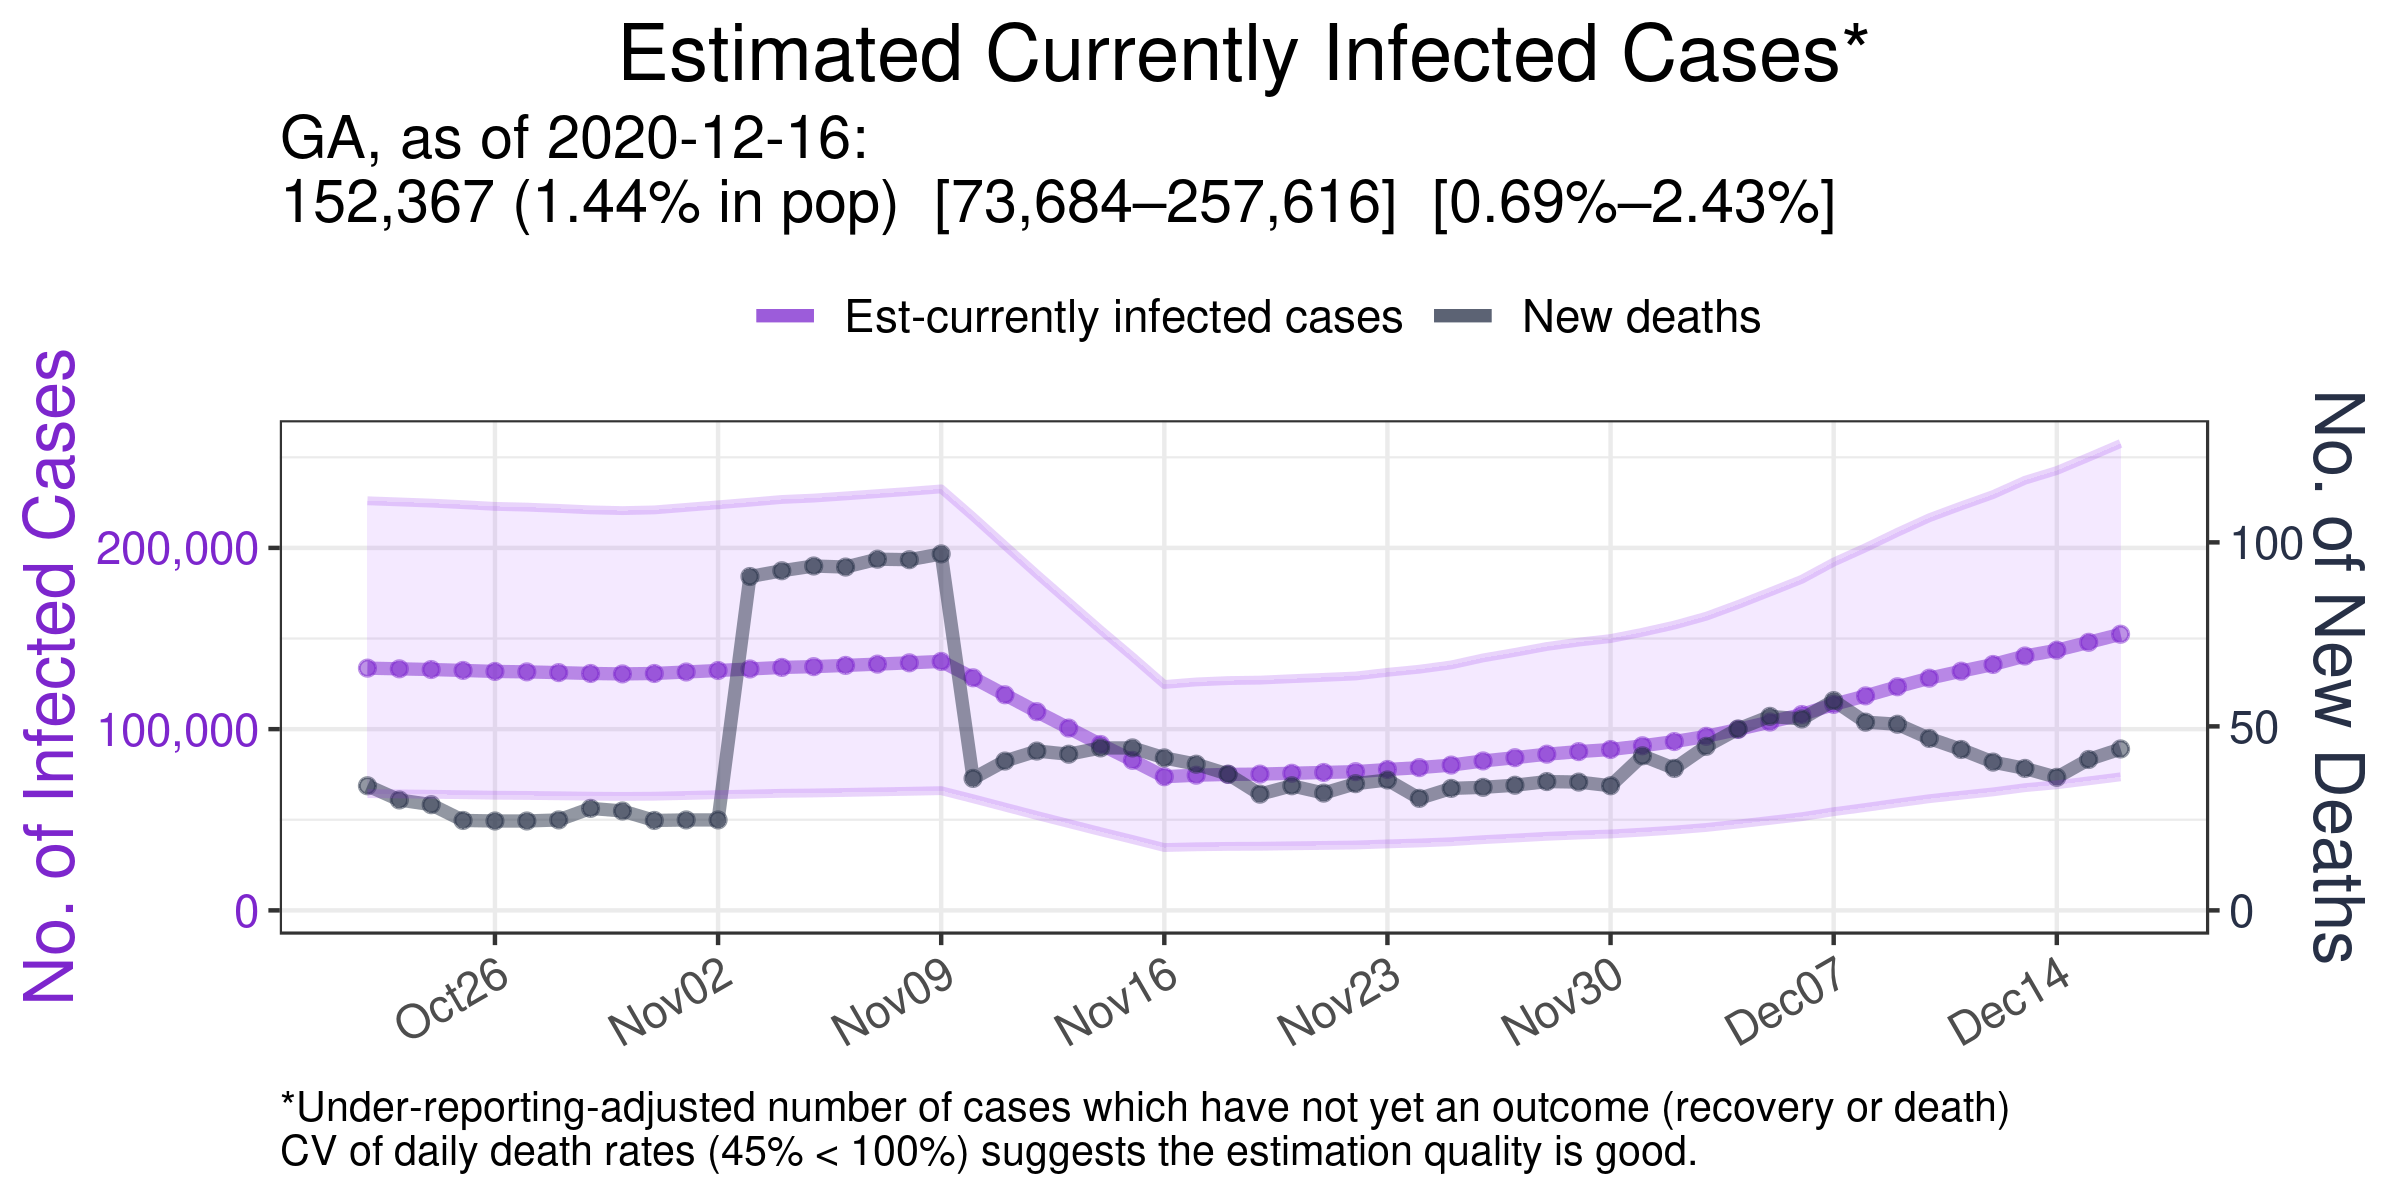 Estimated Currently Infected Cases*
GA, as of 2020-12-16:
152,367 (1.44% in pop)  [73,684–257,616]  [0.69%–2.43%]
Est-currently infected cases
New deaths
No. of Infected Cases
200,000
100,000
0
100
50
0
No. of New Deaths
Oct26
Nov02
Nov09
Nov16
Nov23
Nov30
Dec07
Dec14
*Under-reporting-adjusted number of cases which have not yet an outcome (recovery or death)
CV of daily death rates (45% < 100%) suggests the estimation quality is good.